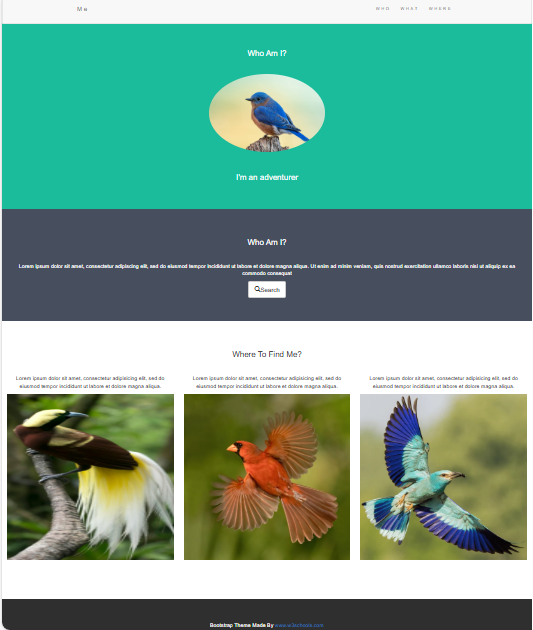 Me
WHO WHAT WHERE
Who Am I?
I'm an adventurer
Who Am I?
Lorem ipsum dolor sit amet, consectetur adipiscing elit, sed do eiusmod tempor incididunt ut labore et dolore magna aliqua. Ut enim ad minim veniam, quis nostrud exercitation ullamco laboris nisi ut aliquip ex ea
commodo consequat
Search
Where To Find Me?
Lorem ipsum dolor sit amet, consectetur adipisicing elit, sed do
eiusmod tempor incididunt ut labore et dolore magna aliqua.
Lorem ipsum dolor sit amet, consectetur adipisicing elit, sed do
eiusmod tempor incididunt ut labore et dolore magna aliqua.
Lorem ipsum dolor sit amet, consectetur adipisicing elit, sed do
eiusmod tempor incididunt ut labore et dolore magna aliqua.
Bootstrap Theme Made By www.w3schools.com